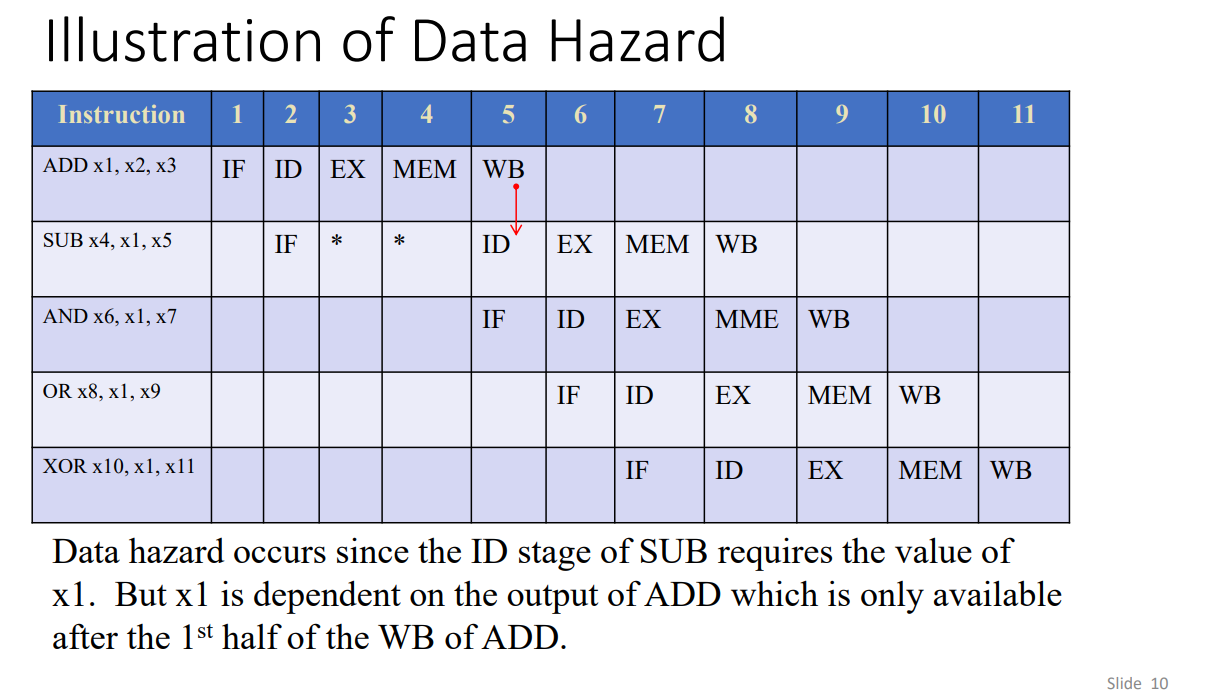 Illustration of Data Hazard
Instruction 1 2 3 4 5 6 7 8 9 10 11
ADD x1, x2, x3 IF ID EX MEM WB
SUB x4, x1, x5 IF * * ID EX MEM WB
AND x6, x1, x7 IF ID EX MME WB
OR x8, x1, x9 IF ID EX MEM WB
XOR x10, x1, x11 IF ID EX MEM WB
Data hazard occurs since the ID stage of SUB requires the value of
x1. But x1 is dependent on the output of ADD which is only available
after the 1st half of the WB of ADD.
Slide 10